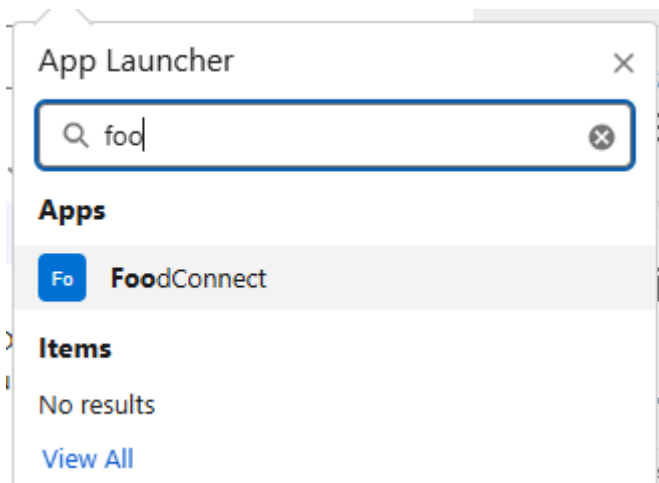 App Launcher
foo
Apps
Fo FoodConnect
Items
No results
View All